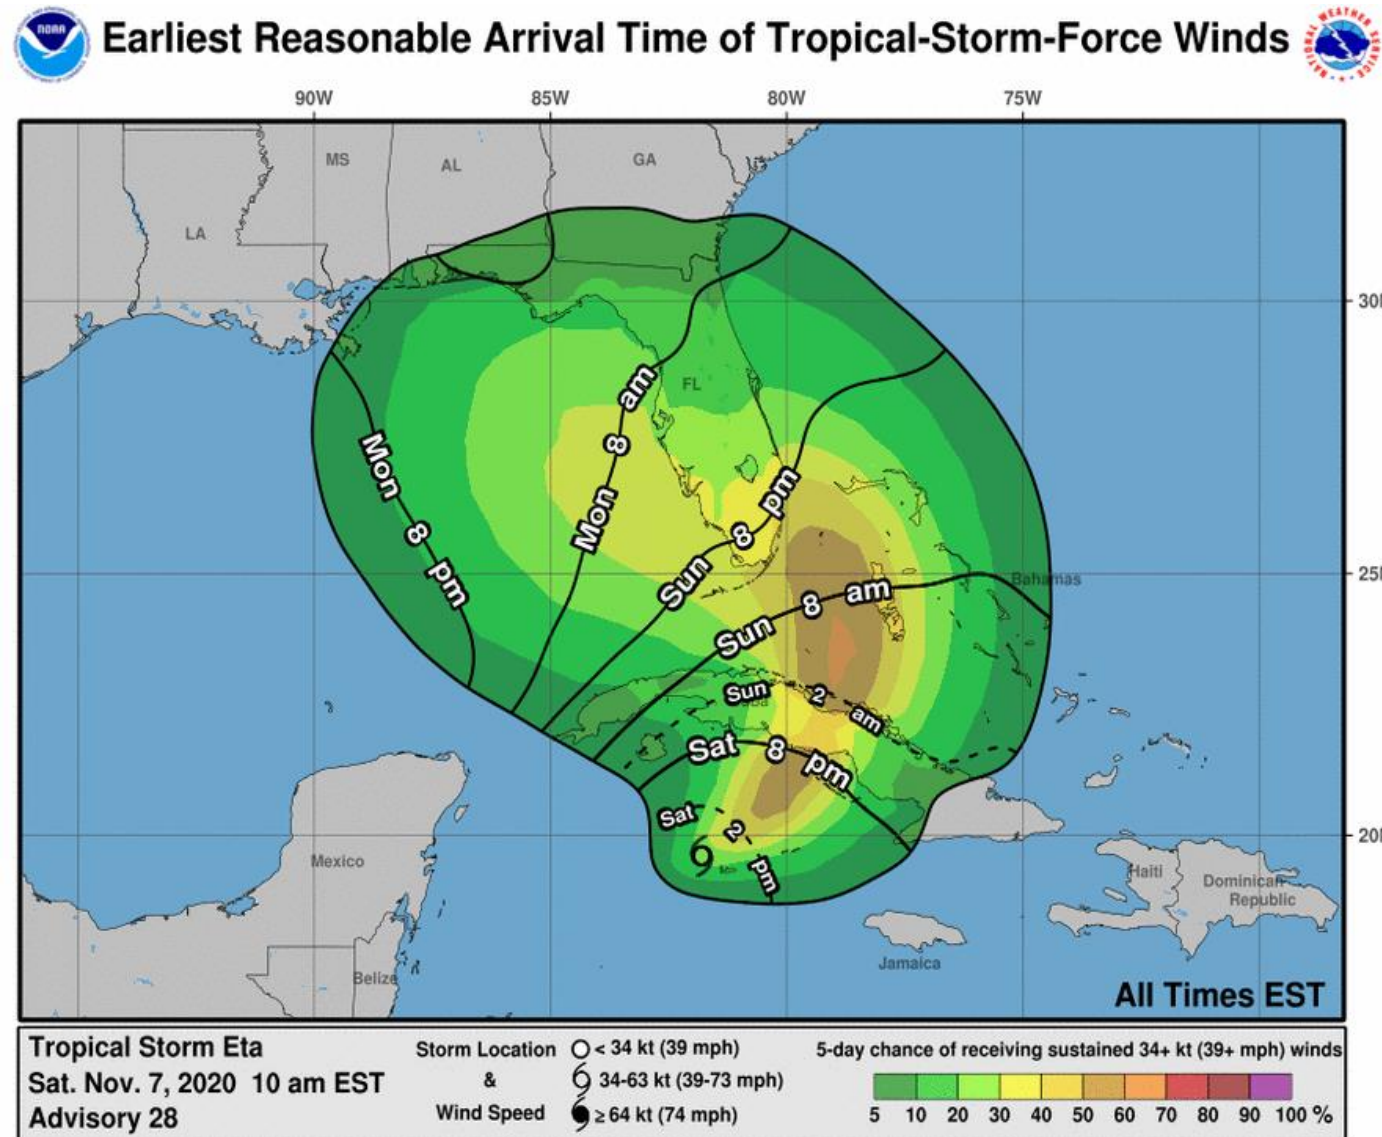 NOAA
Earliest Reasonable Arrival Time of Tropical-Storm-Force Winds
NATIONAL WEATHER SERVICE
90W 85W 80W 75W
MS AL GA
LA
30N
FL
am
8
Mon
Mon
8
pm
pm
8
Sun
25N
Bahamas
Sun 8 am
Sun 2 am
Sat 8 pm
Sat 2 pm
20N
Mexico
Haiti
Dominican
Republic
Jamaica
Belize
All Times EST
Tropical Storm Eta
Sat. Nov. 7, 2020 10 am EST
Advisory 28
Storm Location
&
Wind Speed
< 34 kt (39 mph)
34-63 kt (39-73 mph)
≥ 64 kt (74 mph)
5-day chance of receiving sustained 34+ kt (39+ mph) winds
5 10 20 30 40 50 60 70 80 90 100 %